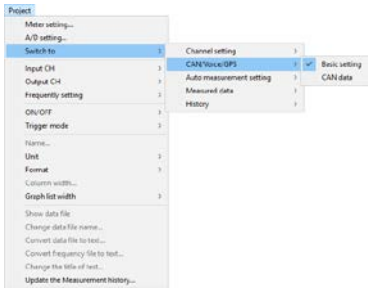 Project
Meter setting...
A/D setting...
Switch to
Input CH
Output CH
Frequently setting
ON/OFF
Trigger mode
Name...
Unit
Format
Column width...
Graph list width
Show data file
Change data file name...
Convert data file to text...
Convert frequency file to text...
Change the title of text...
Update the Measurement history...
Channel setting
CAN/Voice/GPS
Auto measurement setting
Measured data
History
Basic setting
CAN data